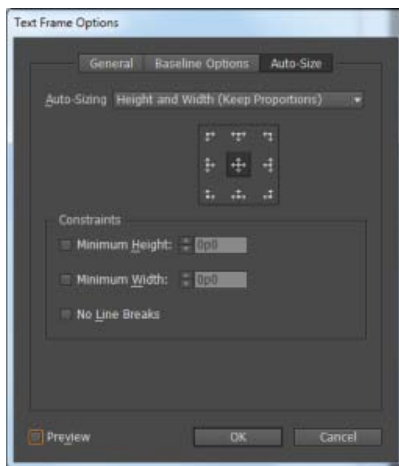 Text Frame Options
General Baseline Options Auto-Size
Auto-Sizing Height and Width (Keep Proportions)
Constraints
Minimum Height: 0p0
Minimum Width: 0p0
No Line Breaks
Preview OK Cancel